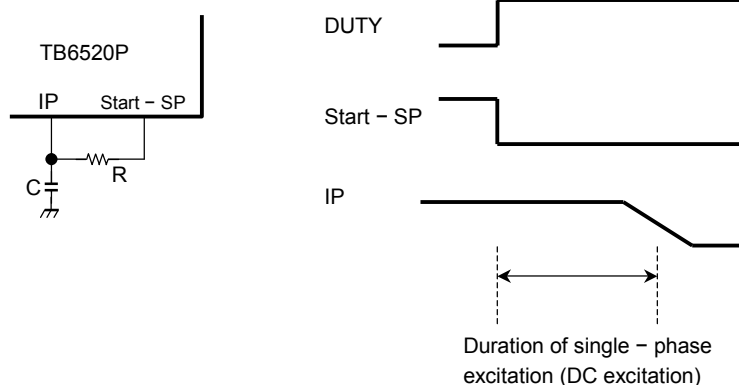 TB6520P
IP
Start − SP
R
C
DUTY
Start − SP
IP
Duration of single − phase
excitation (DC excitation)